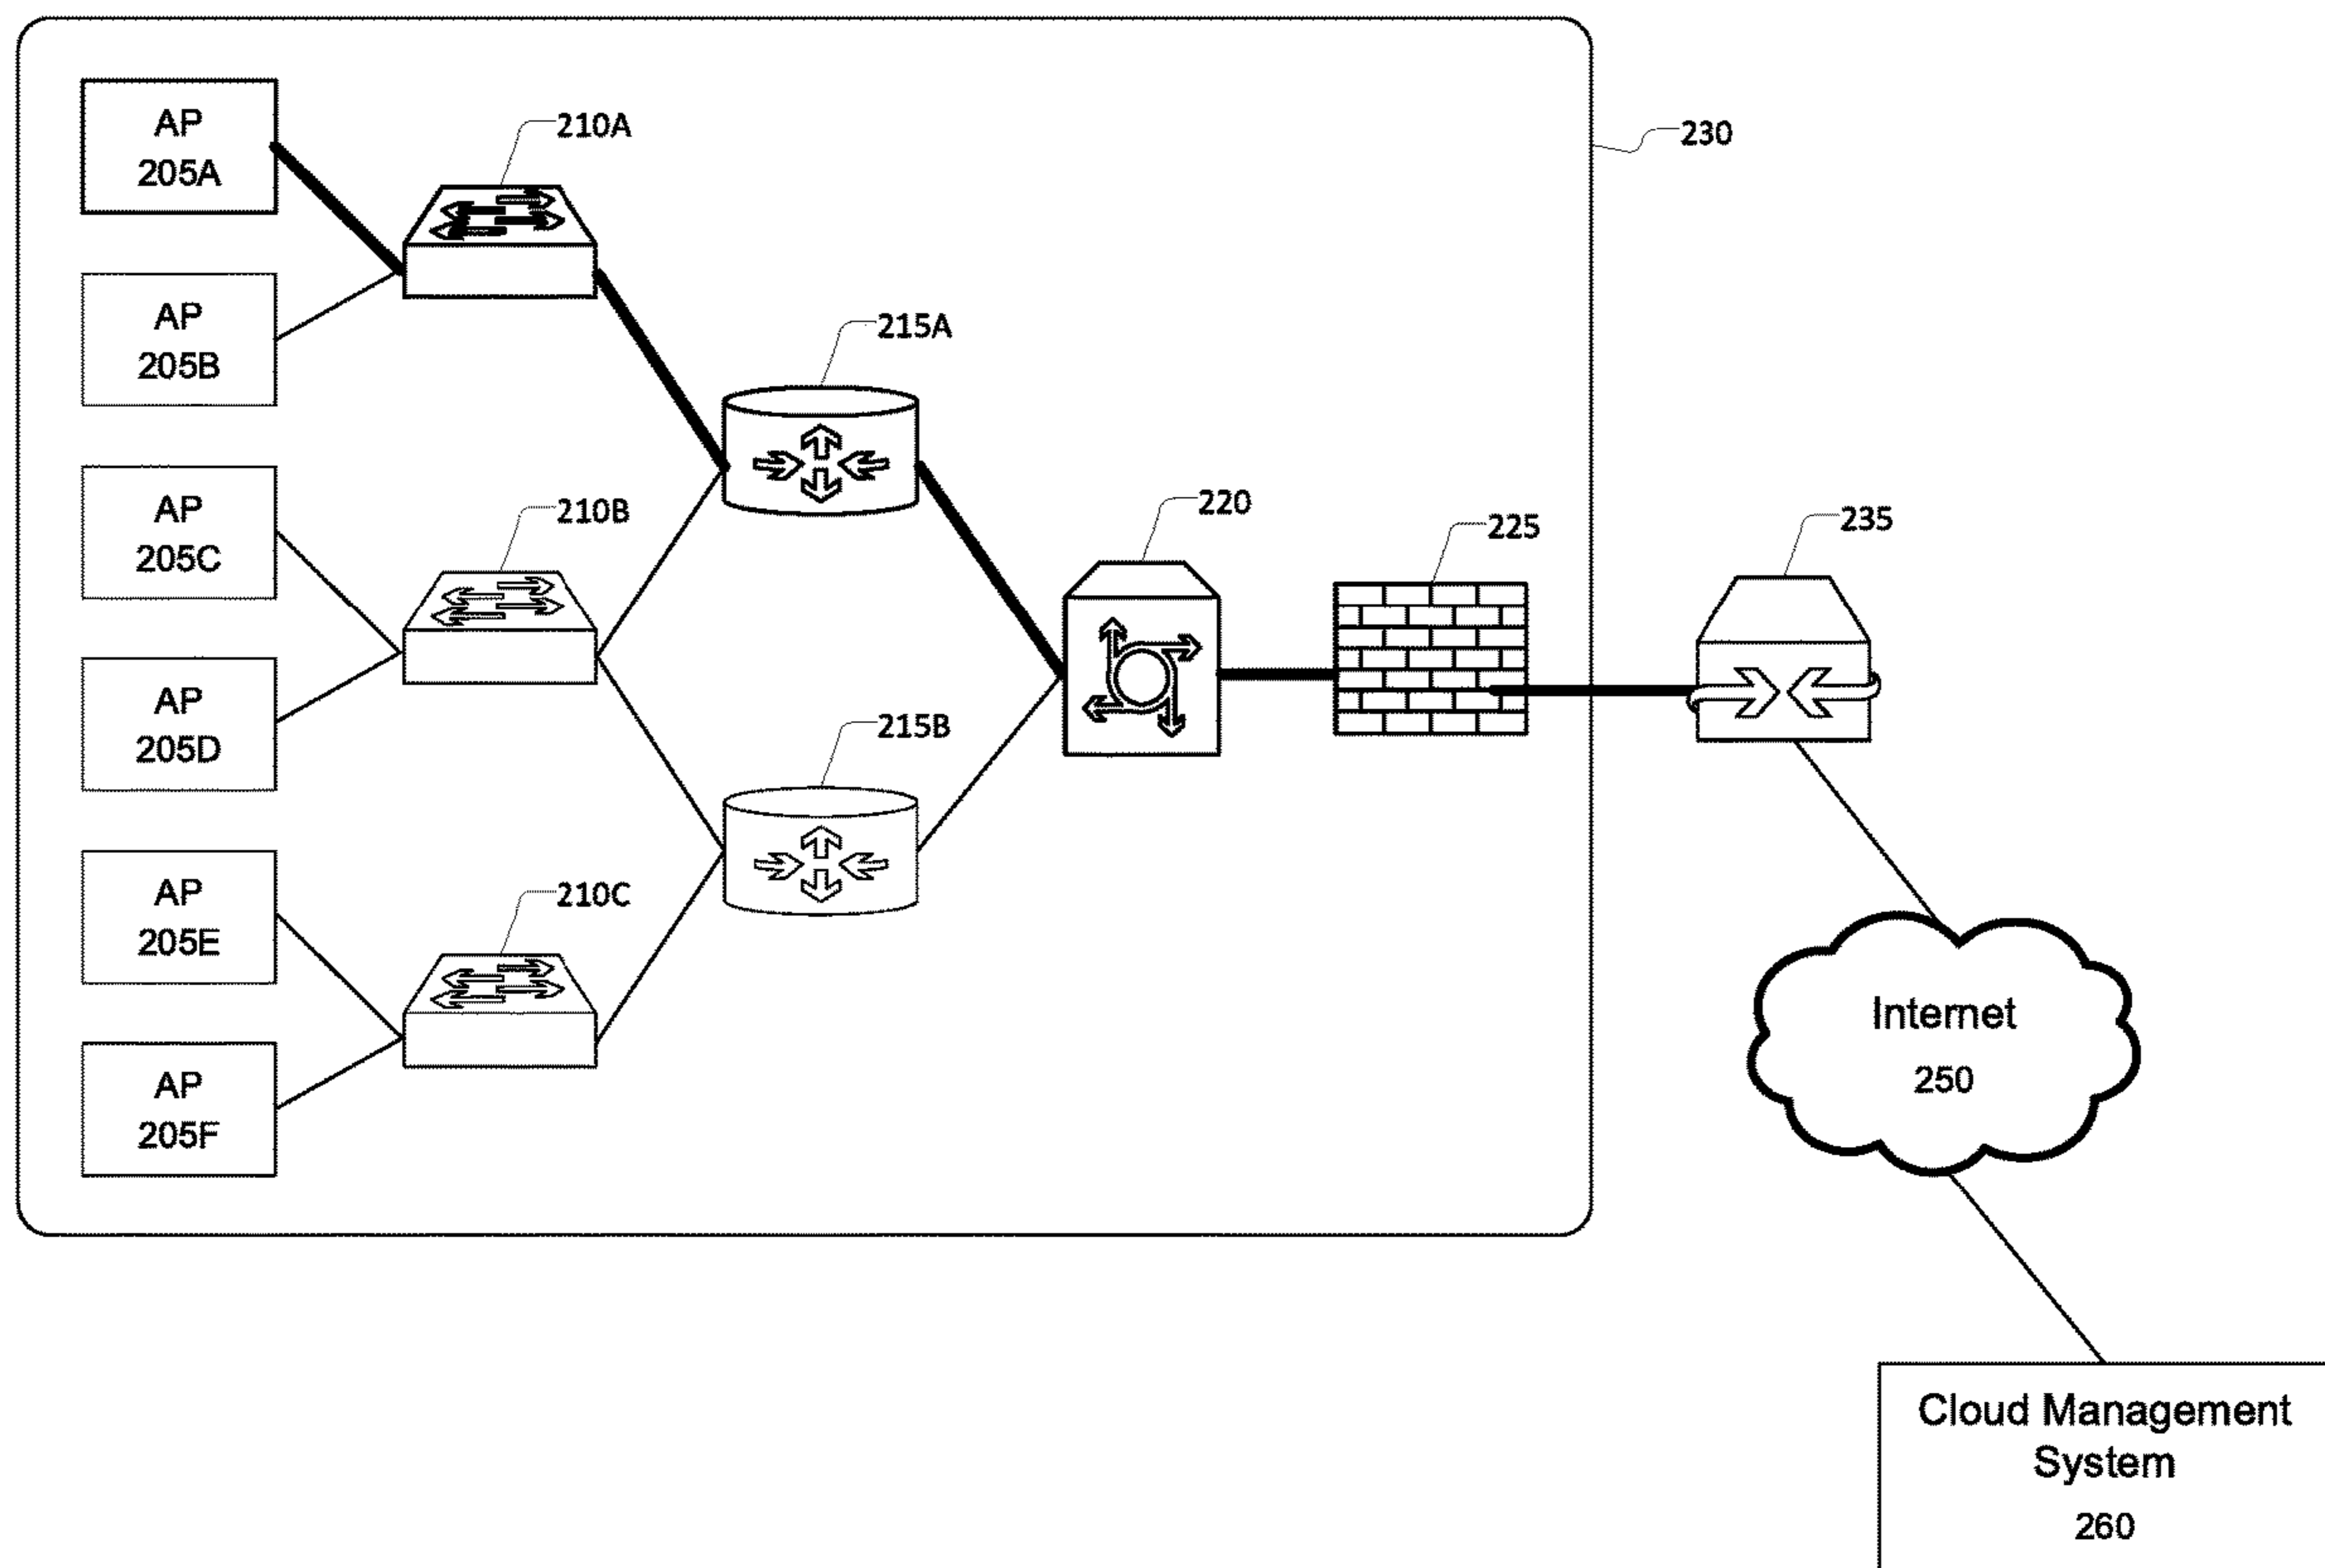 AP
205A
AP
205B
AP
205C
AP
205D
AP
205E
AP
205F
210A
210B
210C
215A
215B
220
225
230
235
Internet
250
Cloud Management
System
260